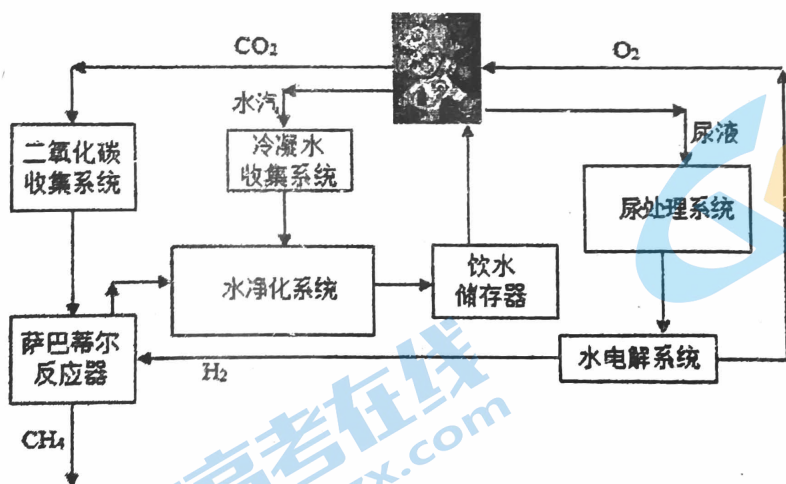 CO₂
O₂
水汽
尿液
二氧化碳
收集系统
冷凝水
收集系统
尿处理系统
水净化系统
饮水
储存器
萨巴蒂尔
反应器
水电解系统
H₂
CH₄
高考在线
zx.com